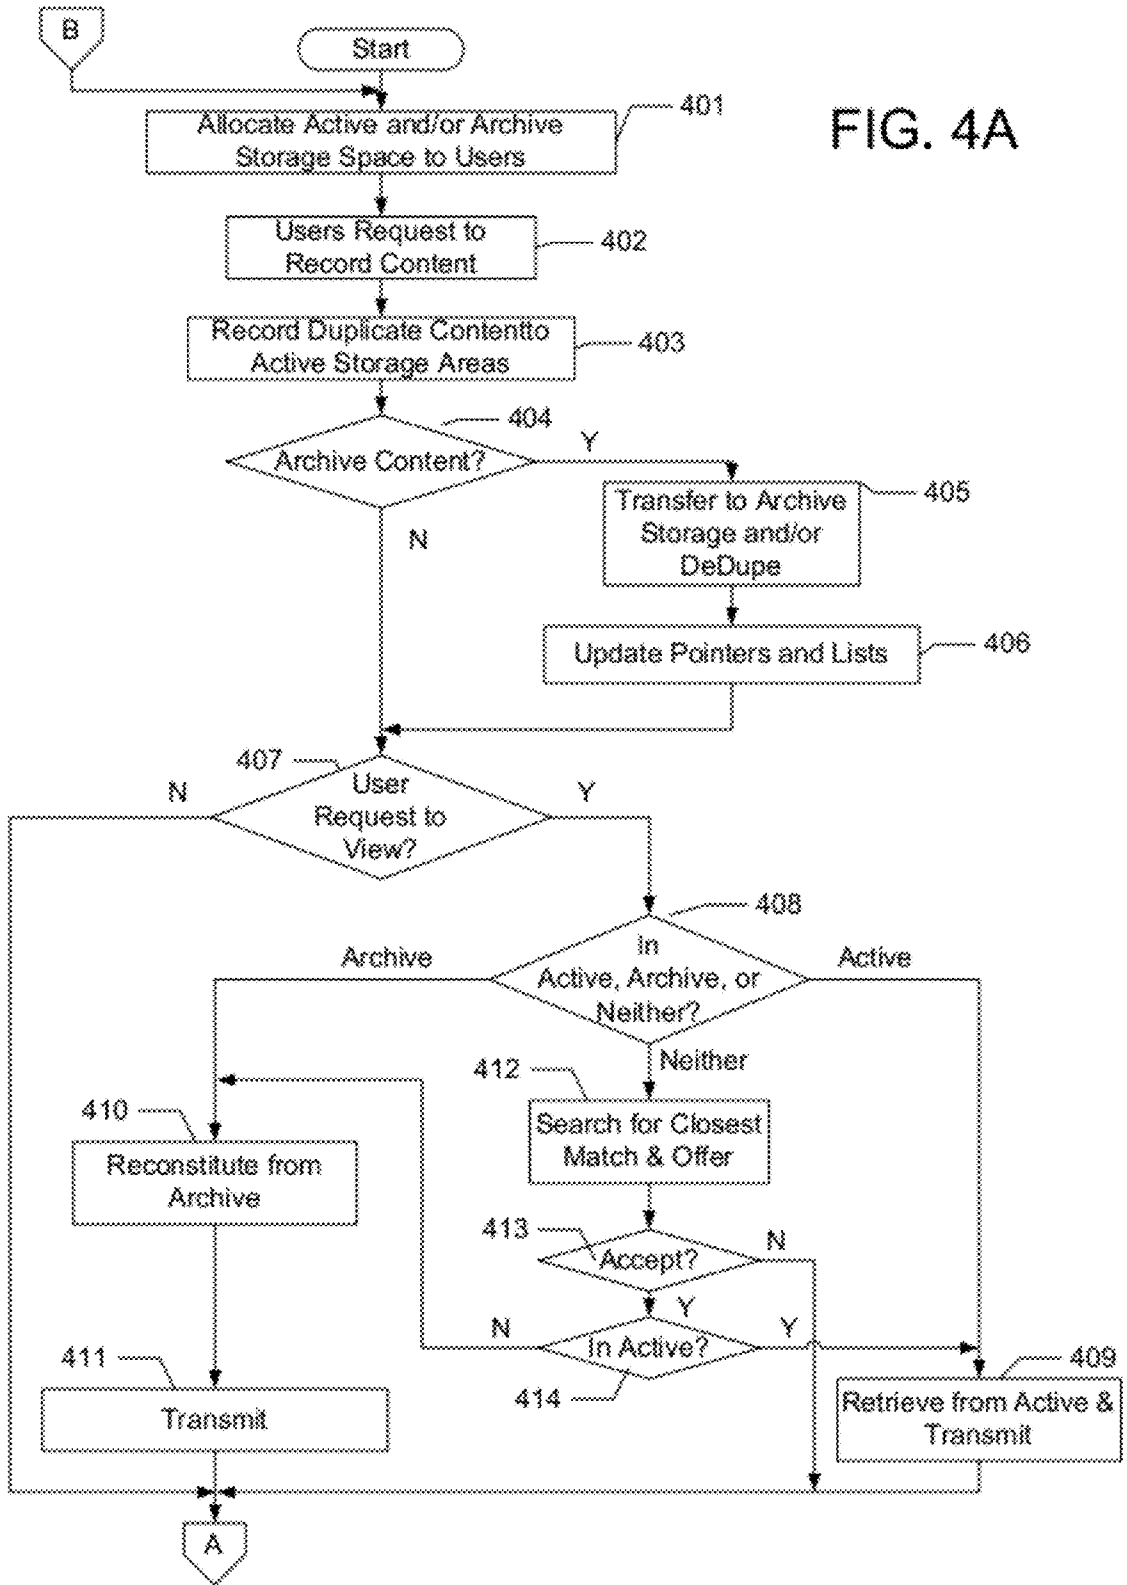 B
Start
401
FIG. 4A
Allocate Active and/or Archive
Storage Space to Users
Users Request to
Record Content
402
Record Duplicate Contentto
Active Storage Areas
403
404
Archive Content?
Y
N
Transfer to Archive
Storage and/or
DeDupe
405
Update Pointers and Lists
406
407
N
User
Request to
View?
Y
408
Archive
In
Active, Archive, or
Neither?
Active
Neither
412
Search for Closest
Match & Offer
410
Reconstitute from
Archive
413
Accept?
N
Y
N
In Active?
Y
414
411
Transmit
409
Retrieve from Active &
Transmit
A